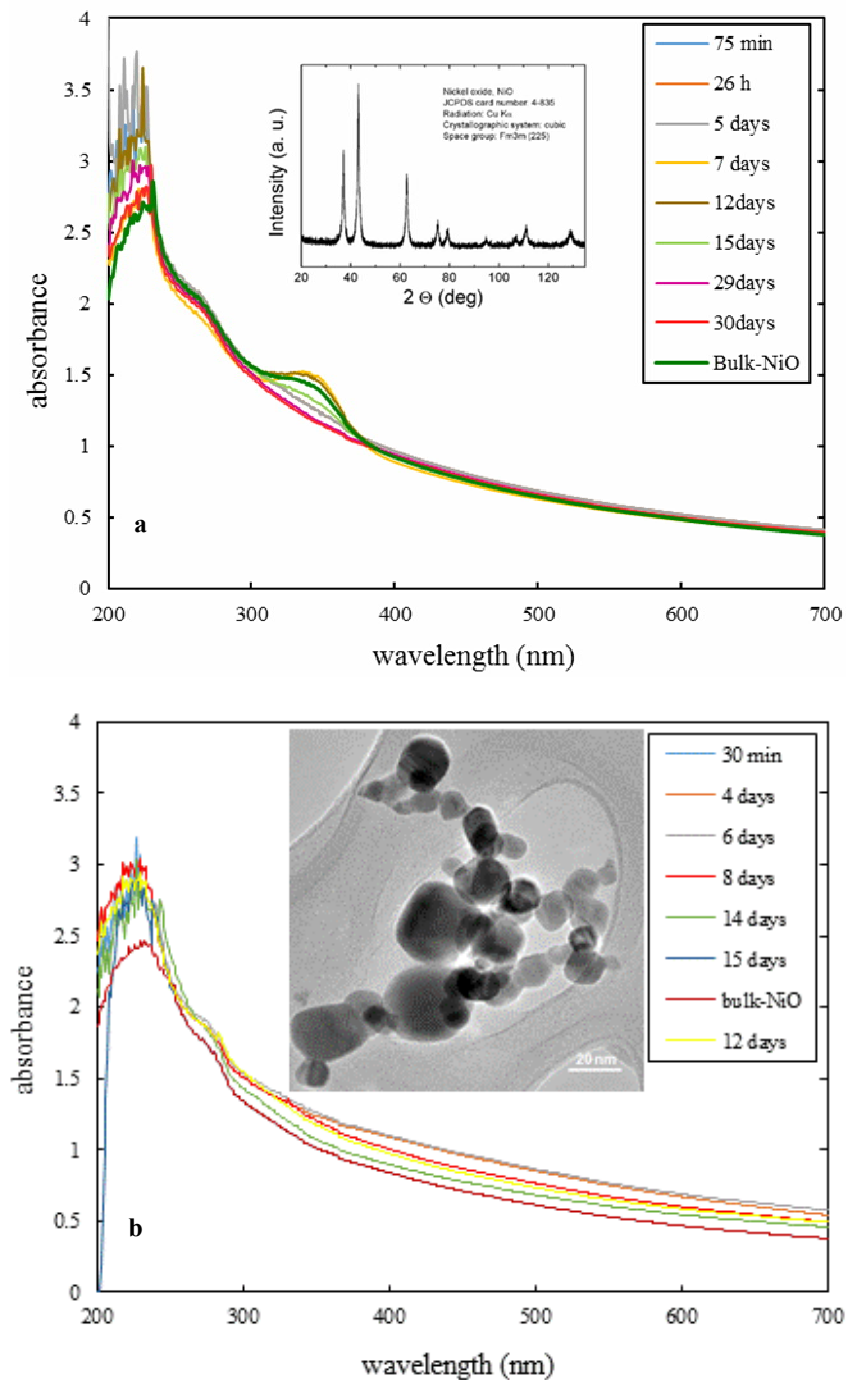 4
3.5
3
2.5
2
1.5
1
0.5
0
absorbance
200
300
400
500
600
700
wavelength (nm)
a
Intensity (a. u.)
Nickel oxide, NiO
JCPDS card number: 4-835
Radiation: Cu Kα
Crystallographic system: cubic
Space group: Fm3m (225)
20
40
60
80
100
120
2 Θ (deg)
75 min
26 h
5 days
7 days
12days
15days
29days
30days
Bulk-NiO
4
3.5
3
2.5
2
1.5
1
0.5
0
absorbance
200
300
400
500
600
700
wavelength (nm)
b
20 nm
30 min
4 days
6 days
8 days
14 days
15 days
bulk-NiO
12 days